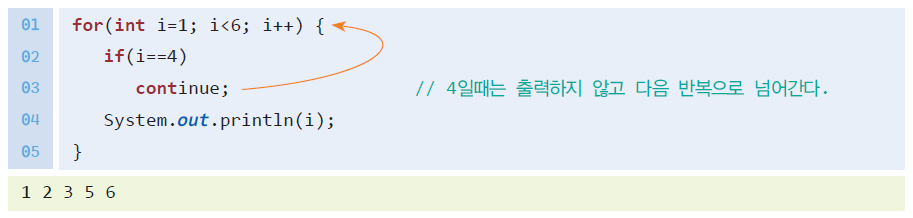 01 for(int i=1; i<6; i++) {
02 if(i==4)
03 continue; // 4일때는 출력하지 않고 다음 반복으로 넘어간다.
04 System.out.println(i);
05 }
1 2 3 5 6